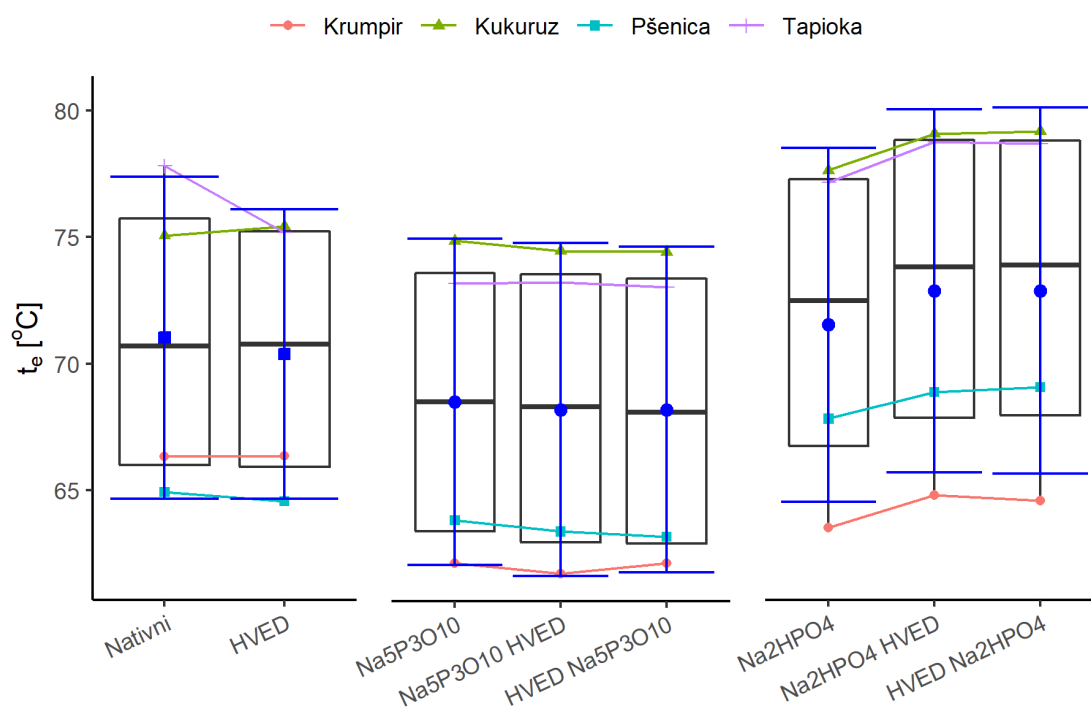 Krumpir Kukuruz Pšenica Tapioka
80
75
70
65
te [°C]
Nativni
HVED
Na5P3O10
Na5P3O10 HVED
HVED Na5P3O10
Na2HPO4
Na2HPO4 HVED
HVED Na2HPO4